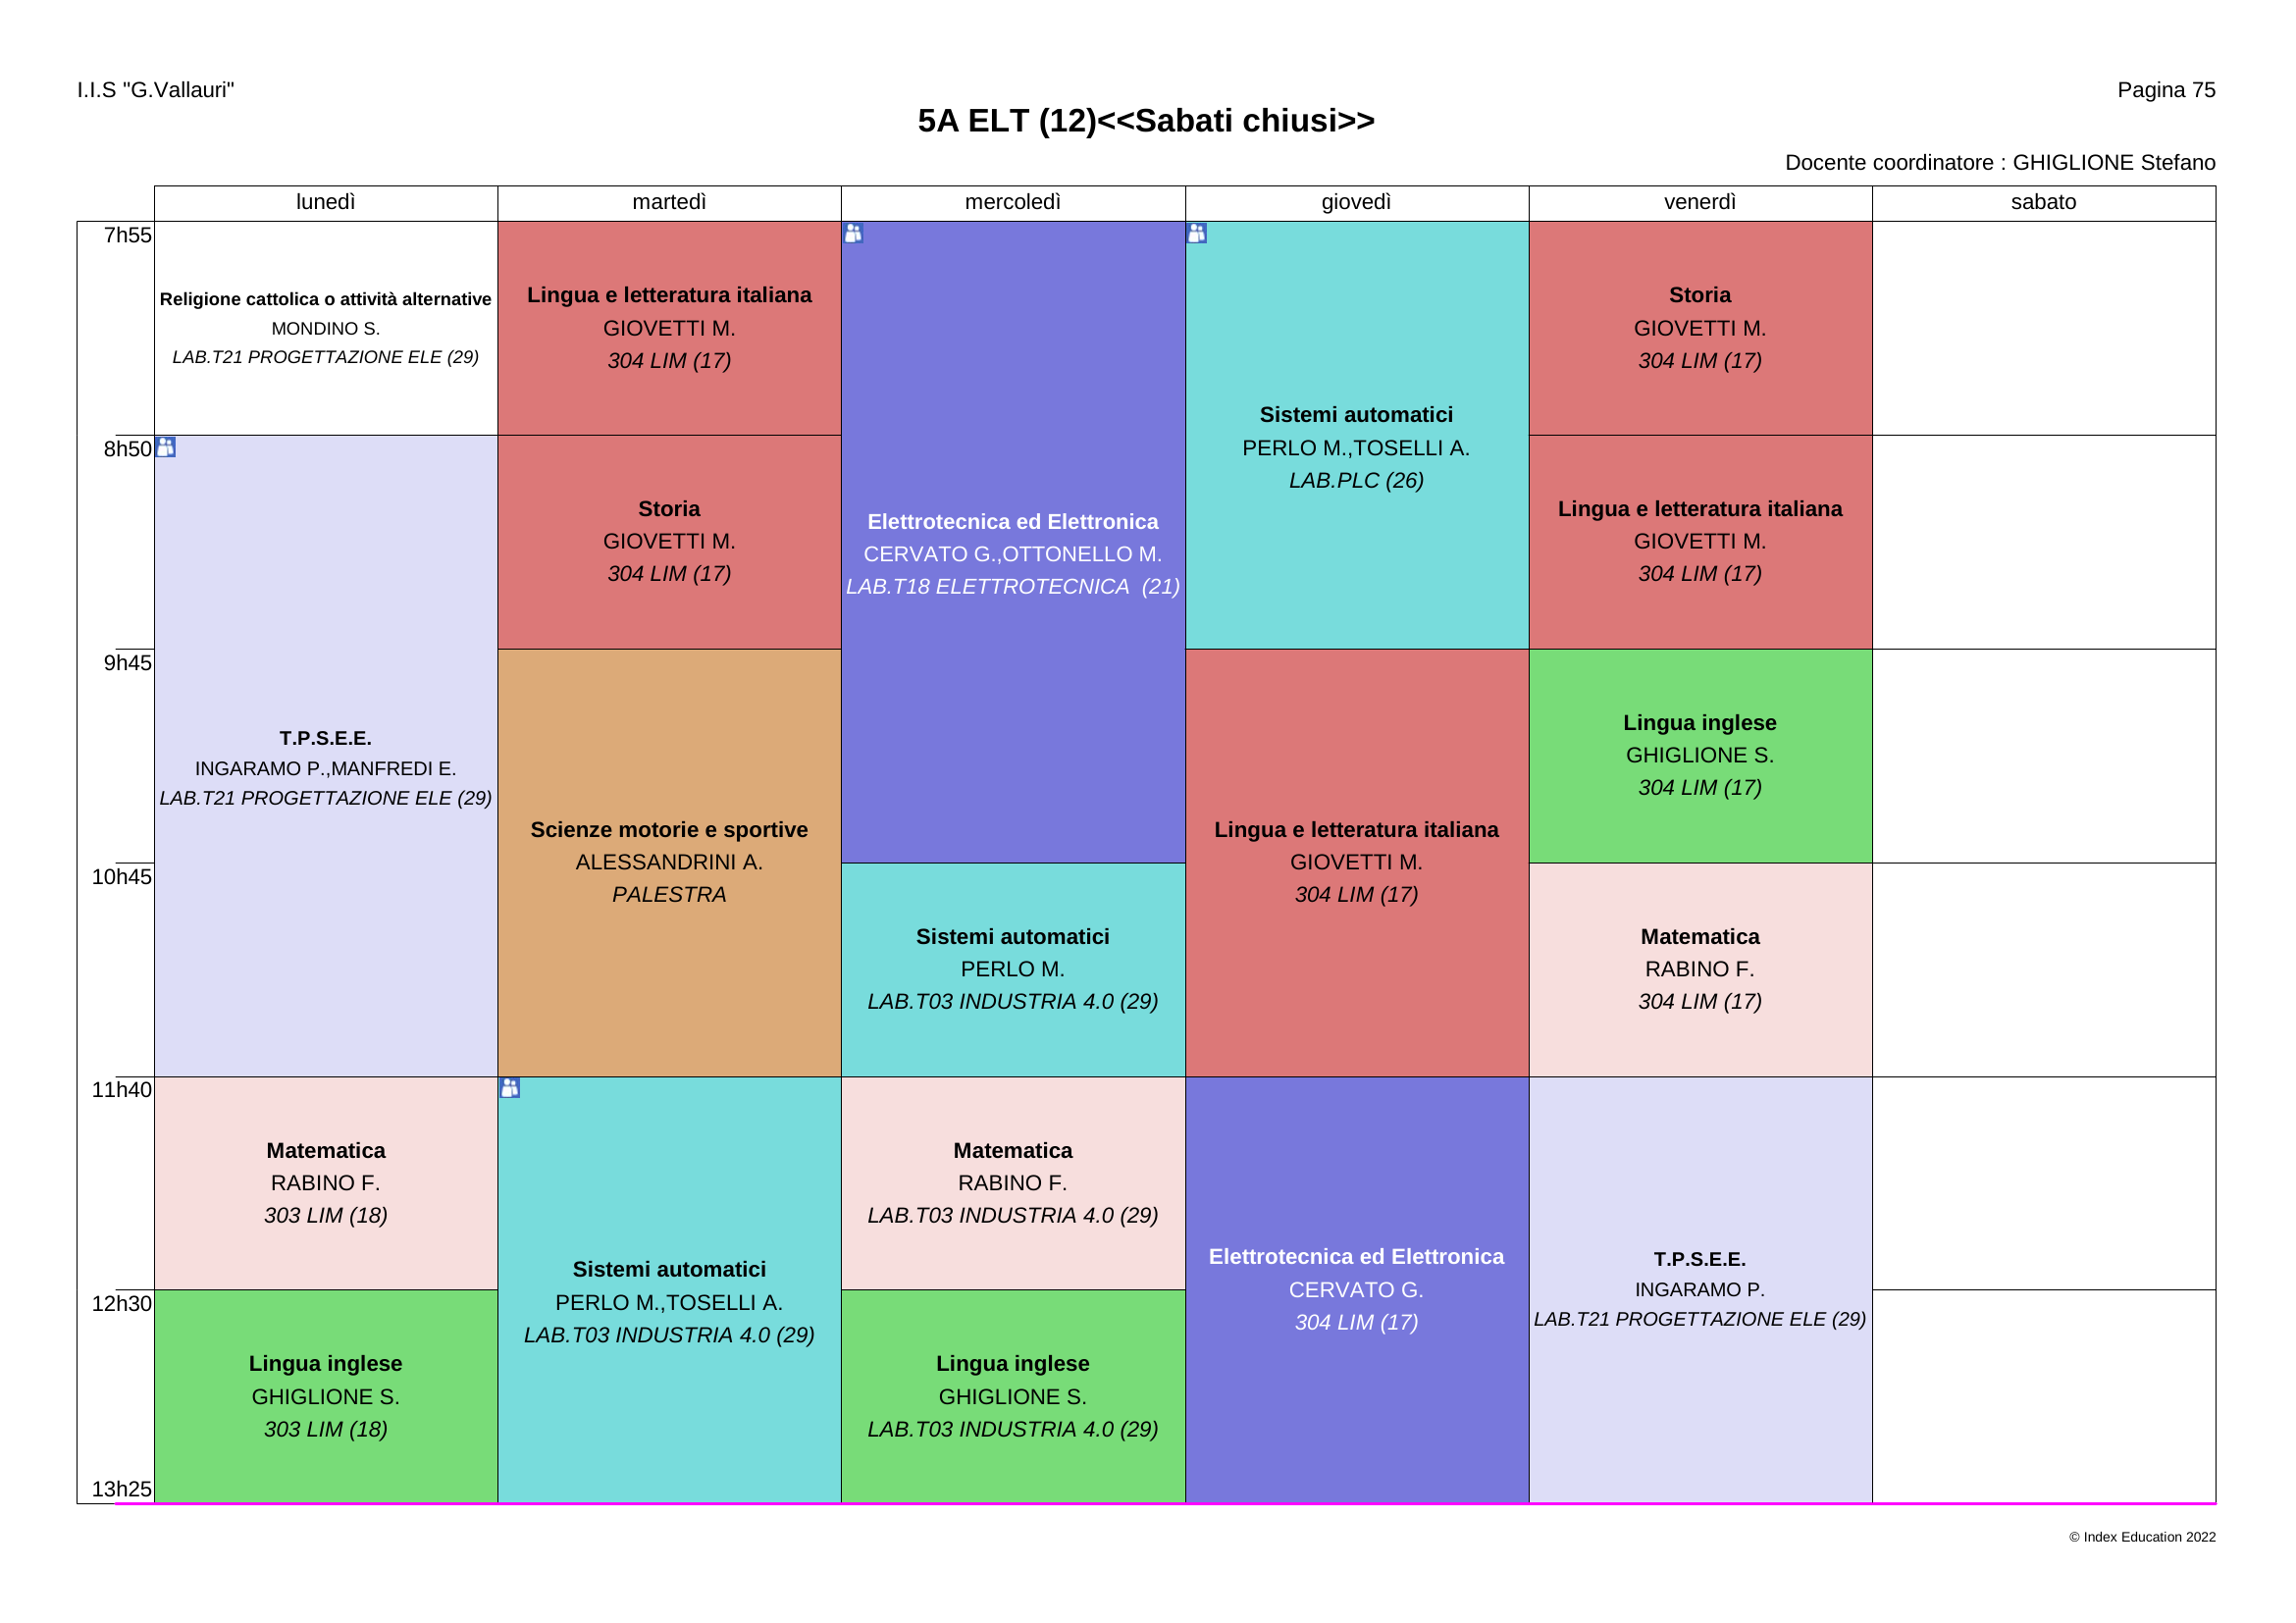 I.I.S "G.Vallauri"
Pagina 75
5A ELT (12)<<Sabati chiusi>>
Docente coordinatore : GHIGLIONE Stefano
lunedì
martedì
mercoledì
giovedì
venerdì
sabato
7h55
8h50
9h45
10h45
11h40
12h30
13h25
Religione cattolica o attività alternative
MONDINO S.
LAB.T21 PROGETTAZIONE ELE (29)
T.P.S.E.E.
INGARAMO P.,MANFREDI E.
LAB.T21 PROGETTAZIONE ELE (29)
Matematica
RABINO F.
303 LIM (18)
Lingua inglese
GHIGLIONE S.
303 LIM (18)
Lingua e letteratura italiana
GIOVETTI M.
304 LIM (17)
Storia
GIOVETTI M.
304 LIM (17)
Scienze motorie e sportive
ALESSANDRINI A.
PALESTRA
Sistemi automatici
PERLO M.,TOSELLI A.
LAB.T03 INDUSTRIA 4.0 (29)
Elettrotecnica ed Elettronica
CERVATO G.,OTTONELLO M.
LAB.T18 ELETTROTECNICA (21)
Sistemi automatici
PERLO M.
LAB.T03 INDUSTRIA 4.0 (29)
Matematica
RABINO F.
LAB.T03 INDUSTRIA 4.0 (29)
Lingua inglese
GHIGLIONE S.
LAB.T03 INDUSTRIA 4.0 (29)
Sistemi automatici
PERLO M.,TOSELLI A.
LAB.PLC (26)
Lingua e letteratura italiana
GIOVETTI M.
304 LIM (17)
Elettrotecnica ed Elettronica
CERVATO G.
304 LIM (17)
Storia
GIOVETTI M.
304 LIM (17)
Lingua e letteratura italiana
GIOVETTI M.
304 LIM (17)
Lingua inglese
GHIGLIONE S.
304 LIM (17)
Matematica
RABINO F.
304 LIM (17)
T.P.S.E.E.
INGARAMO P.
LAB.T21 PROGETTAZIONE ELE (29)
© Index Education 2022